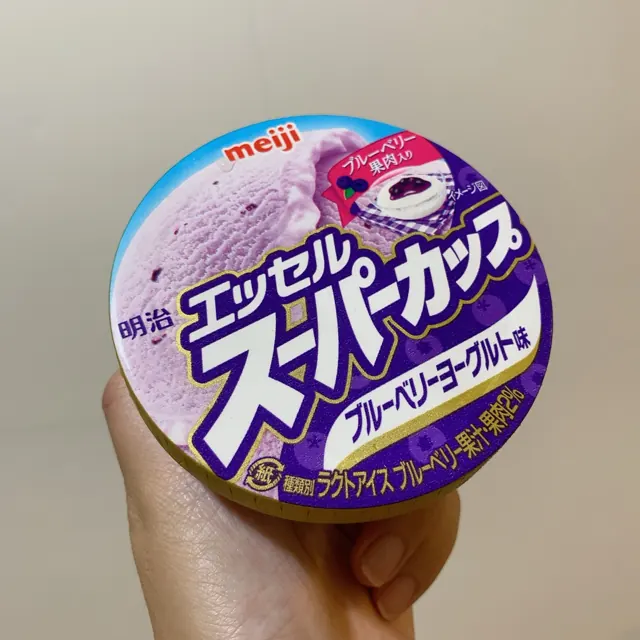 meiji
ブルーベリー
果肉入り
イメージ図
明治
エッセル
スーパーカップ
ブルーベリーヨーグルト味
紙
種類別 ラクトアイス ブルーベリー果汁・果肉2%